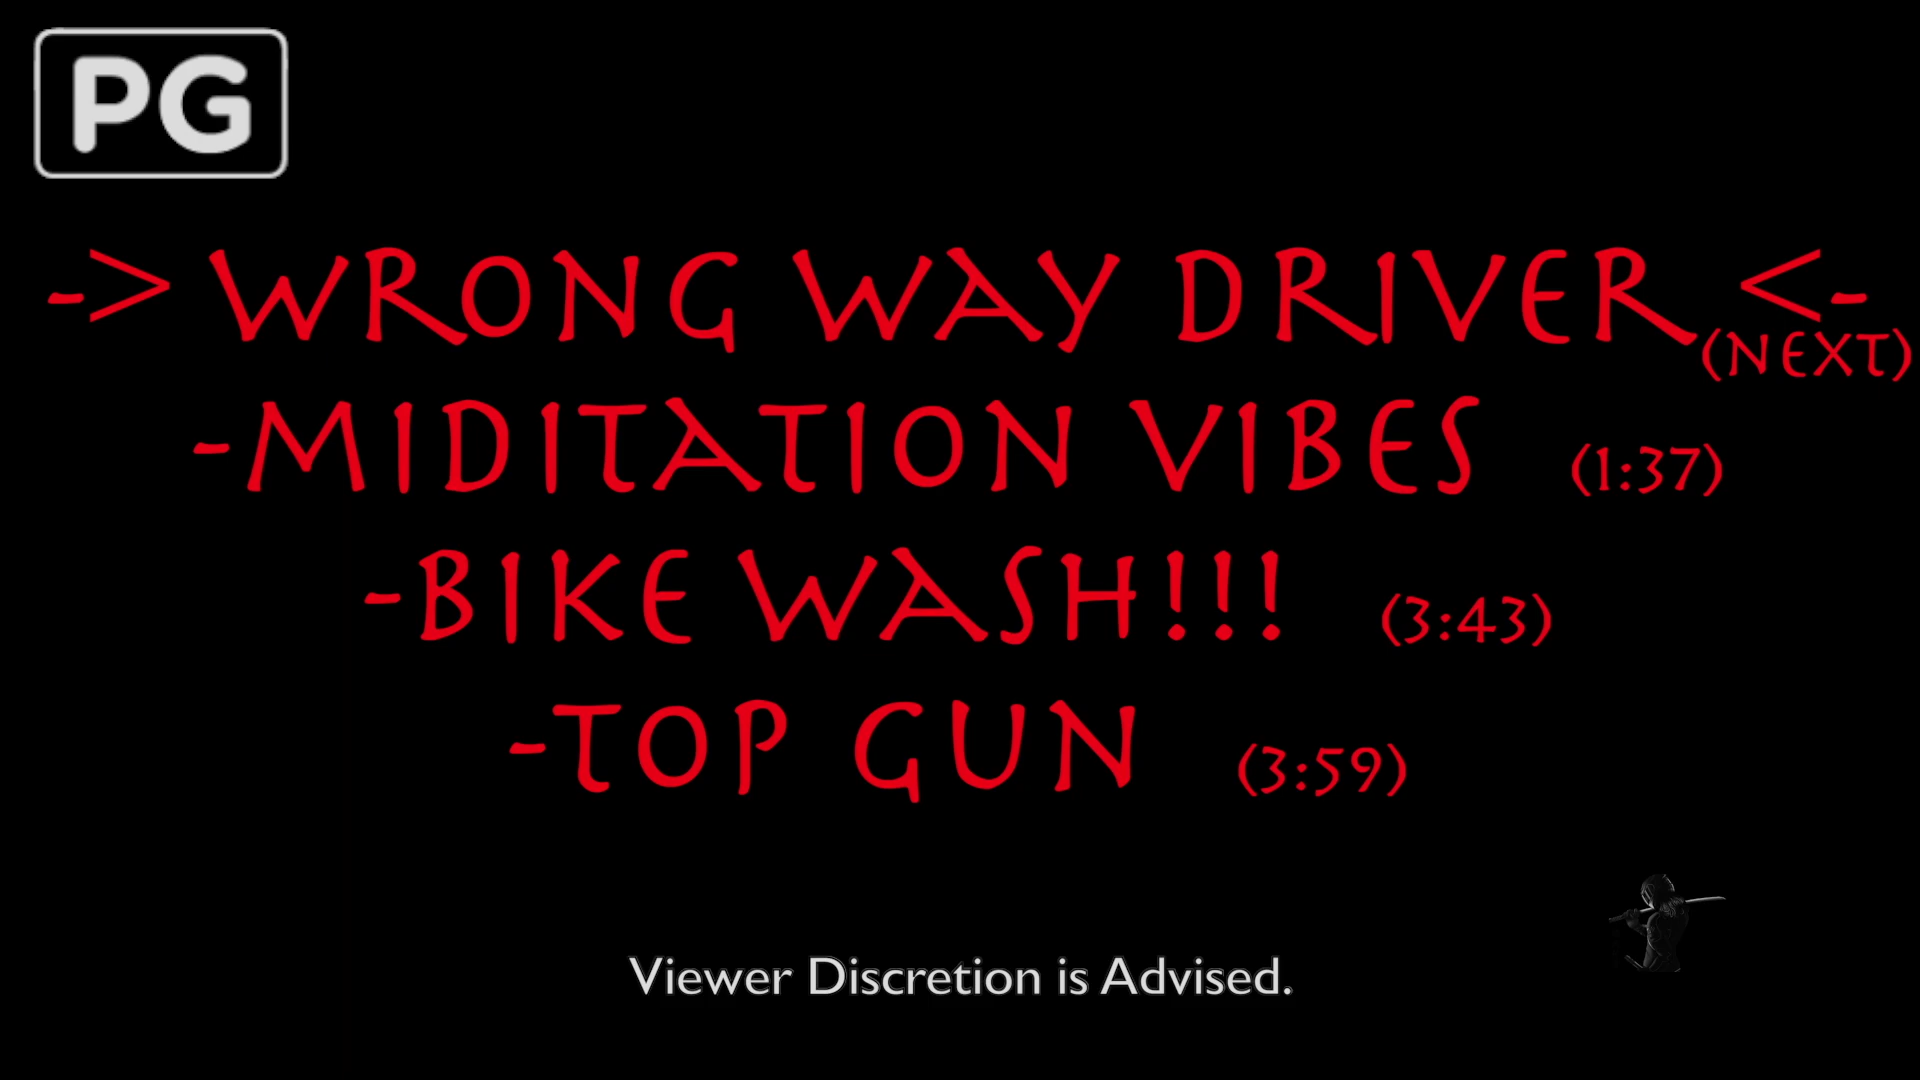 PG
-> WRONG WAY DRIVER <-
(NEXT)
-MIDITATION VIBES (1:37)
-BIKE WASH!!! (3:43)
-TOP GUN (3:59)
Viewer Discretion is Advised.